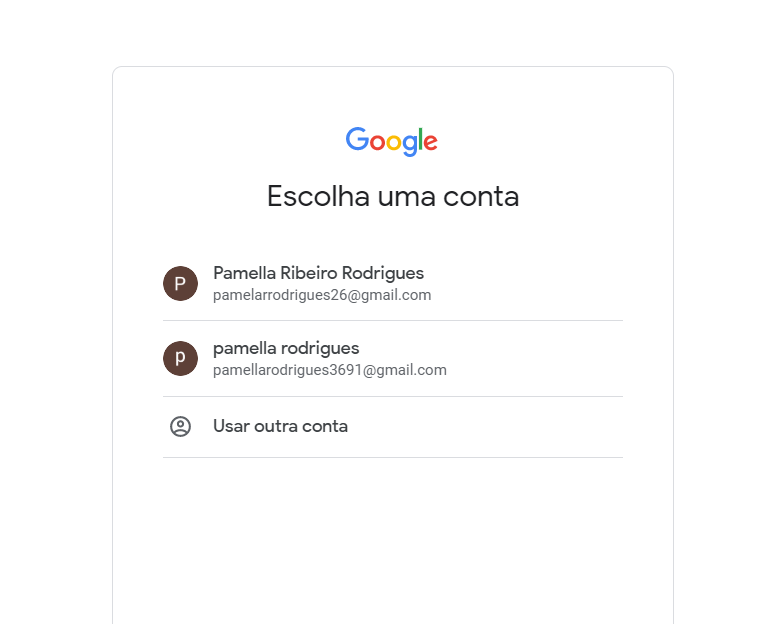 Google
Escolha uma conta
P
Pamella Ribeiro Rodrigues
pamelarrodrigues26@gmail.com
p
pamella rodrigues
pamellarodrigues3691@gmail.com
Usar outra conta